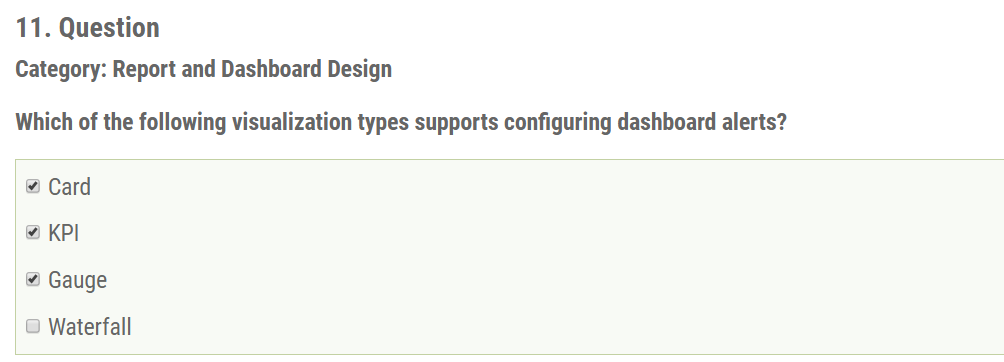 11. Question
Category: Report and Dashboard Design
Which of the following visualization types supports configuring dashboard alerts?
Card
KPI
Gauge
Waterfall